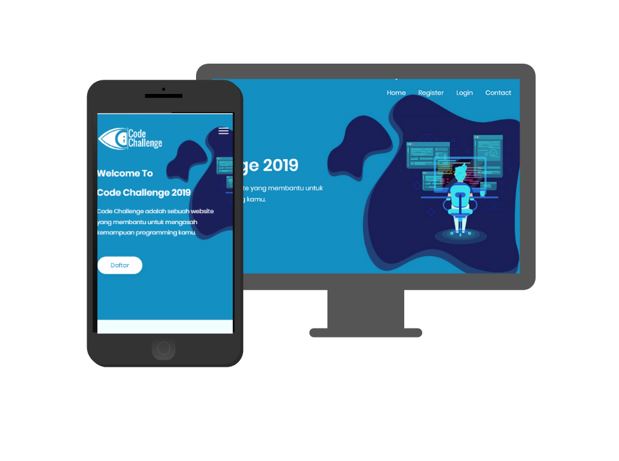 Code
Challenge
Welcome To
Code Challenge 2019
Code Challenge adalah sebuah website
yang membantu untuk mengasah
kemampuan programming kamu.
Daftar
Home Register Login Contact
ge 2019
te yang membantu untuk
g kamu.